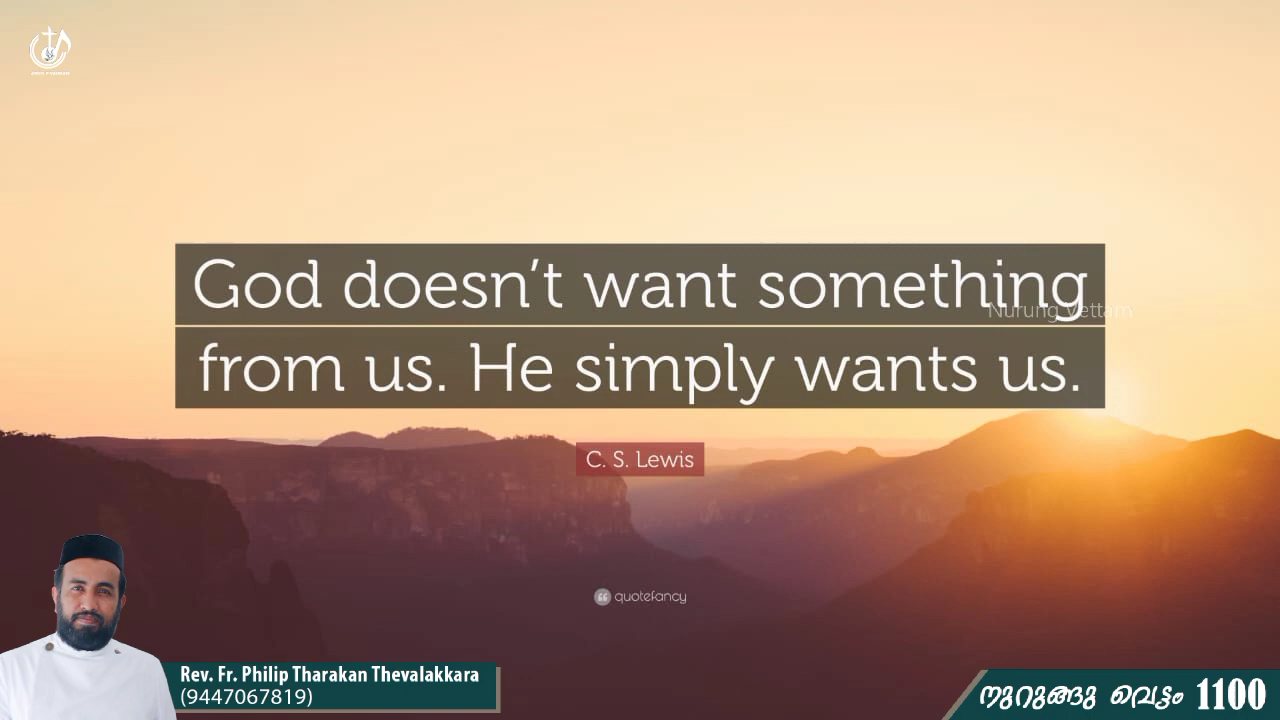 God doesn’t want something
Nurung Vettam
from us. He simply wants us.
C. S. Lewis
quotefancy
Rev. Fr. Philip Tharakan Thevalakkara
(9447067819)
നുറുങ്ങു വെട്ടം 1100